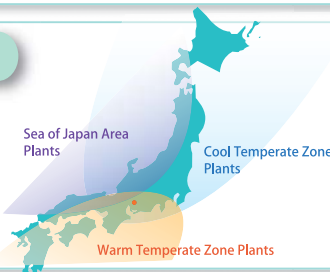 Sea of Japan Area
Plants
Cool Temperate Zone
Plants
Warm Temperate Zone Plants